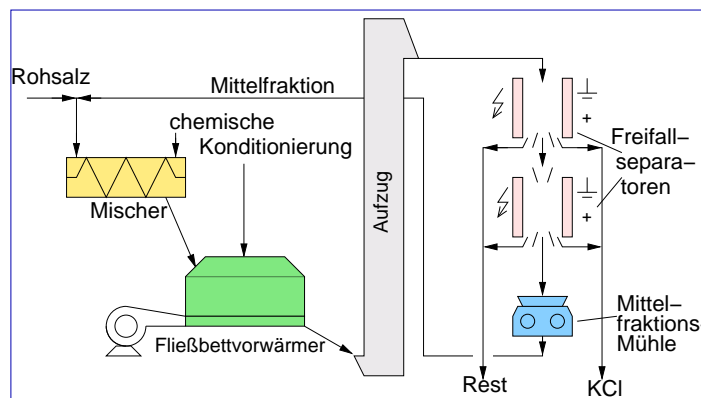 Rohsalz
Mittelfraktion
chemische
Konditionierung
Mischer
Fließbettvorwärmer
Aufzug
+
Freifall–
separa–
toren
+
Mittel–
fraktions–
Mühle
Rest
KCl